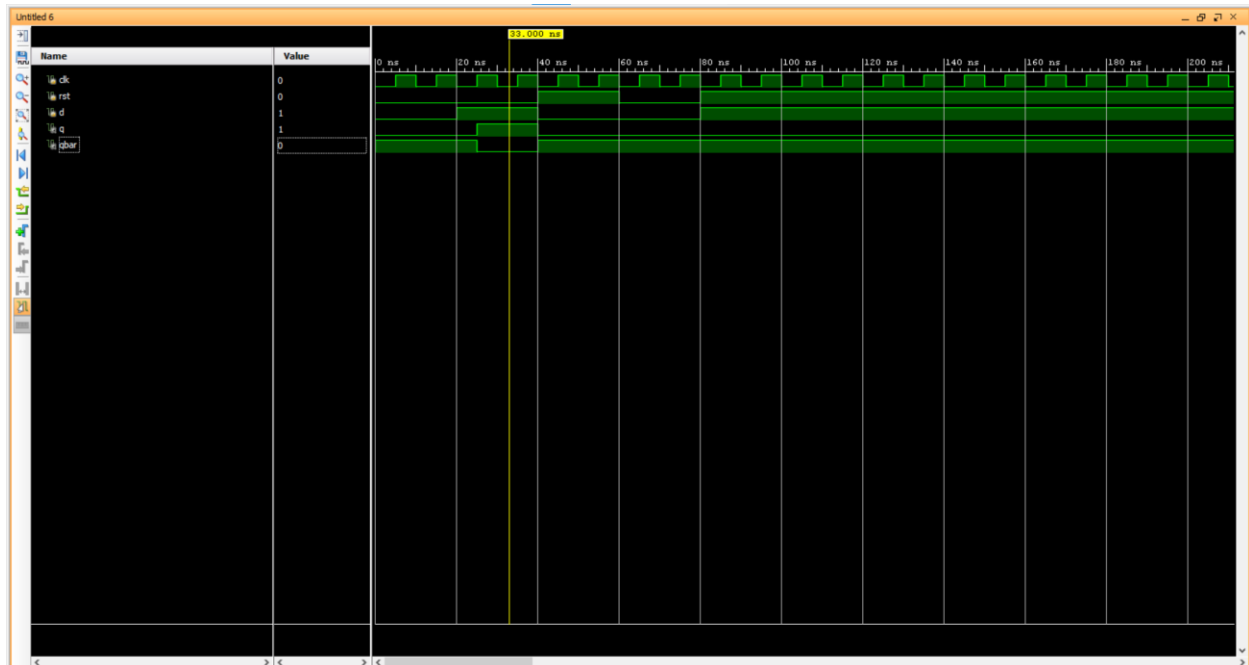 Untitled 6
33.000 ns
Name Value
0 ns 20 ns 40 ns 60 ns 80 ns 100 ns 120 ns 140 ns 160 ns 180 ns 200 ns
clk 0
rst 0
d 1
q 1
qbar 0